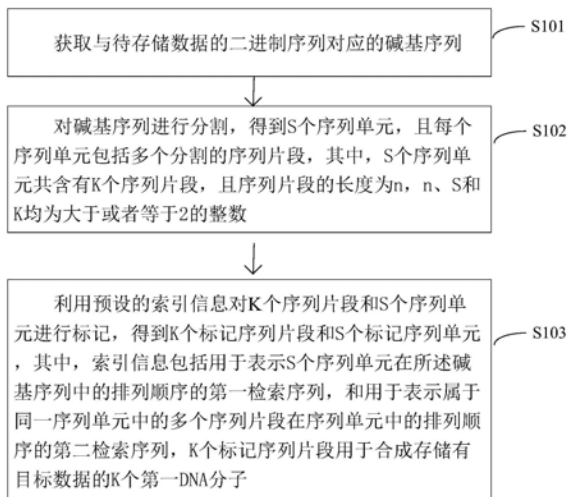 获取与待存储数据的二进制序列对应的碱基序列
S101
对碱基序列进行分割，得到S个序列单元，且每个
序列单元包括多个分割的序列片段，其中，S个序列单
元共含有K个序列片段，且序列片段的长度为n，n、S和
K均为大于或者等于2的整数
S102
利用预设的索引信息对K个序列片段和S个序列单
元进行标记，得到K个标记序列片段和S个标记序列单元
，其中，索引信息包括用于表示S个序列单元在所述碱
基序列中的排列顺序的第一检索序列，和用于表示属于
同一序列单元中的多个序列片段在序列单元中的排列顺
序的第二检索序列，K个标记序列片段用于合成存储有
目标数据的K个第一DNA分子
S103